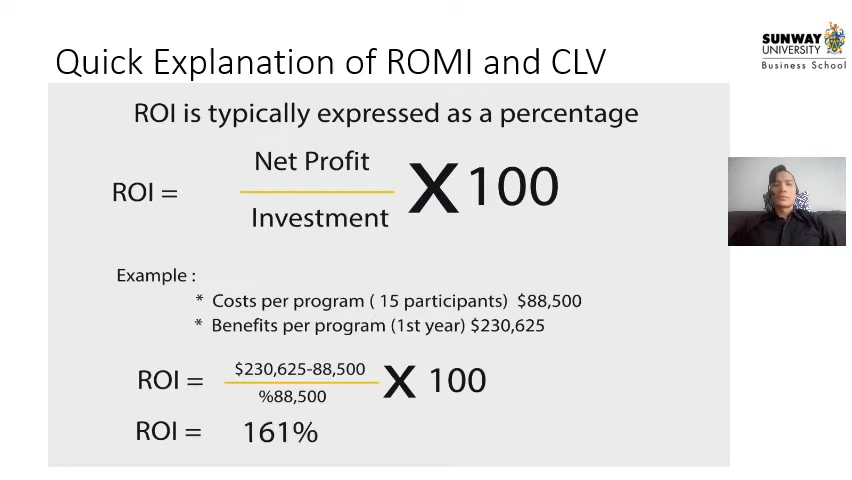 Quick Explanation of ROMI and CLV
SUNWAY
UNIVERSITY
Business School
ROI is typically expressed as a percentage
ROI = Net Profit X 100
Investment
Example :
* Costs per program ( 15 participants) $88,500
* Benefits per program (1st year) $230,625
ROI = $230,625-88,500 X 100
%88,500
ROI = 161%